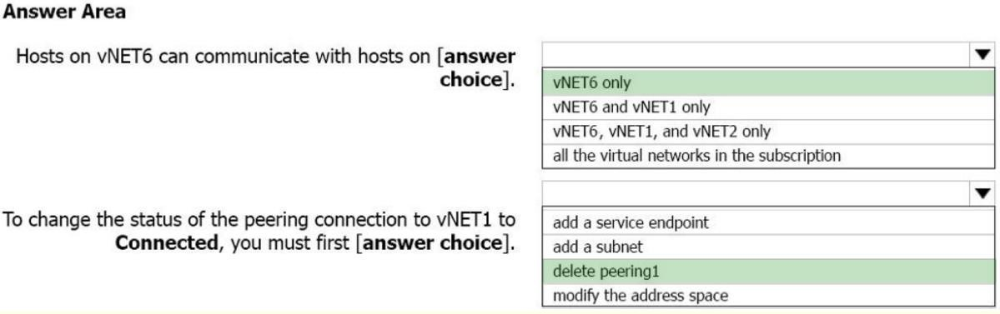 Answer Area
Hosts on vNET6 can communicate with hosts on [answer
choice].
vNET6 only
vNET6 and vNET1 only
vNET6, vNET1, and vNET2 only
all the virtual networks in the subscription
To change the status of the peering connection to vNET1 to
Connected, you must first [answer choice].
add a service endpoint
add a subnet
delete peering1
modify the address space